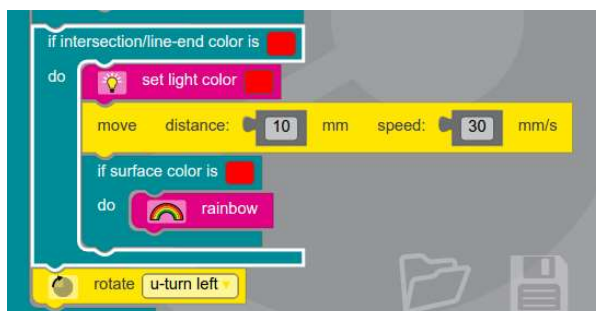 if intersection/line-end color is
do set light color
move distance: 10 mm speed: 30 mm/s
if surface color is
do rainbow
rotate u-turn left